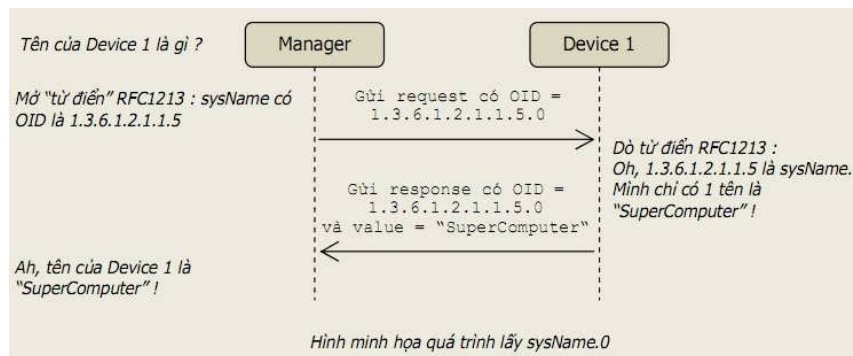 Tên của Device 1 là gì ?
Manager
Device 1
Mở “từ điển” RFC1213 : sysName có
OID là 1.3.6.1.2.1.1.5
Gửi request có OID =
1.3.6.1.2.1.1.5.0
Dò từ điển RFC1213 :
Oh, 1.3.6.1.2.1.1.5 là sysName.
Mình chỉ có 1 tên là
“SuperComputer” !
Gửi response có OID =
1.3.6.1.2.1.1.5.0
và value = “SuperComputer“
Ah, tên của Device 1 là
“SuperComputer” !
Hình minh họa quá trình lấy sysName.0